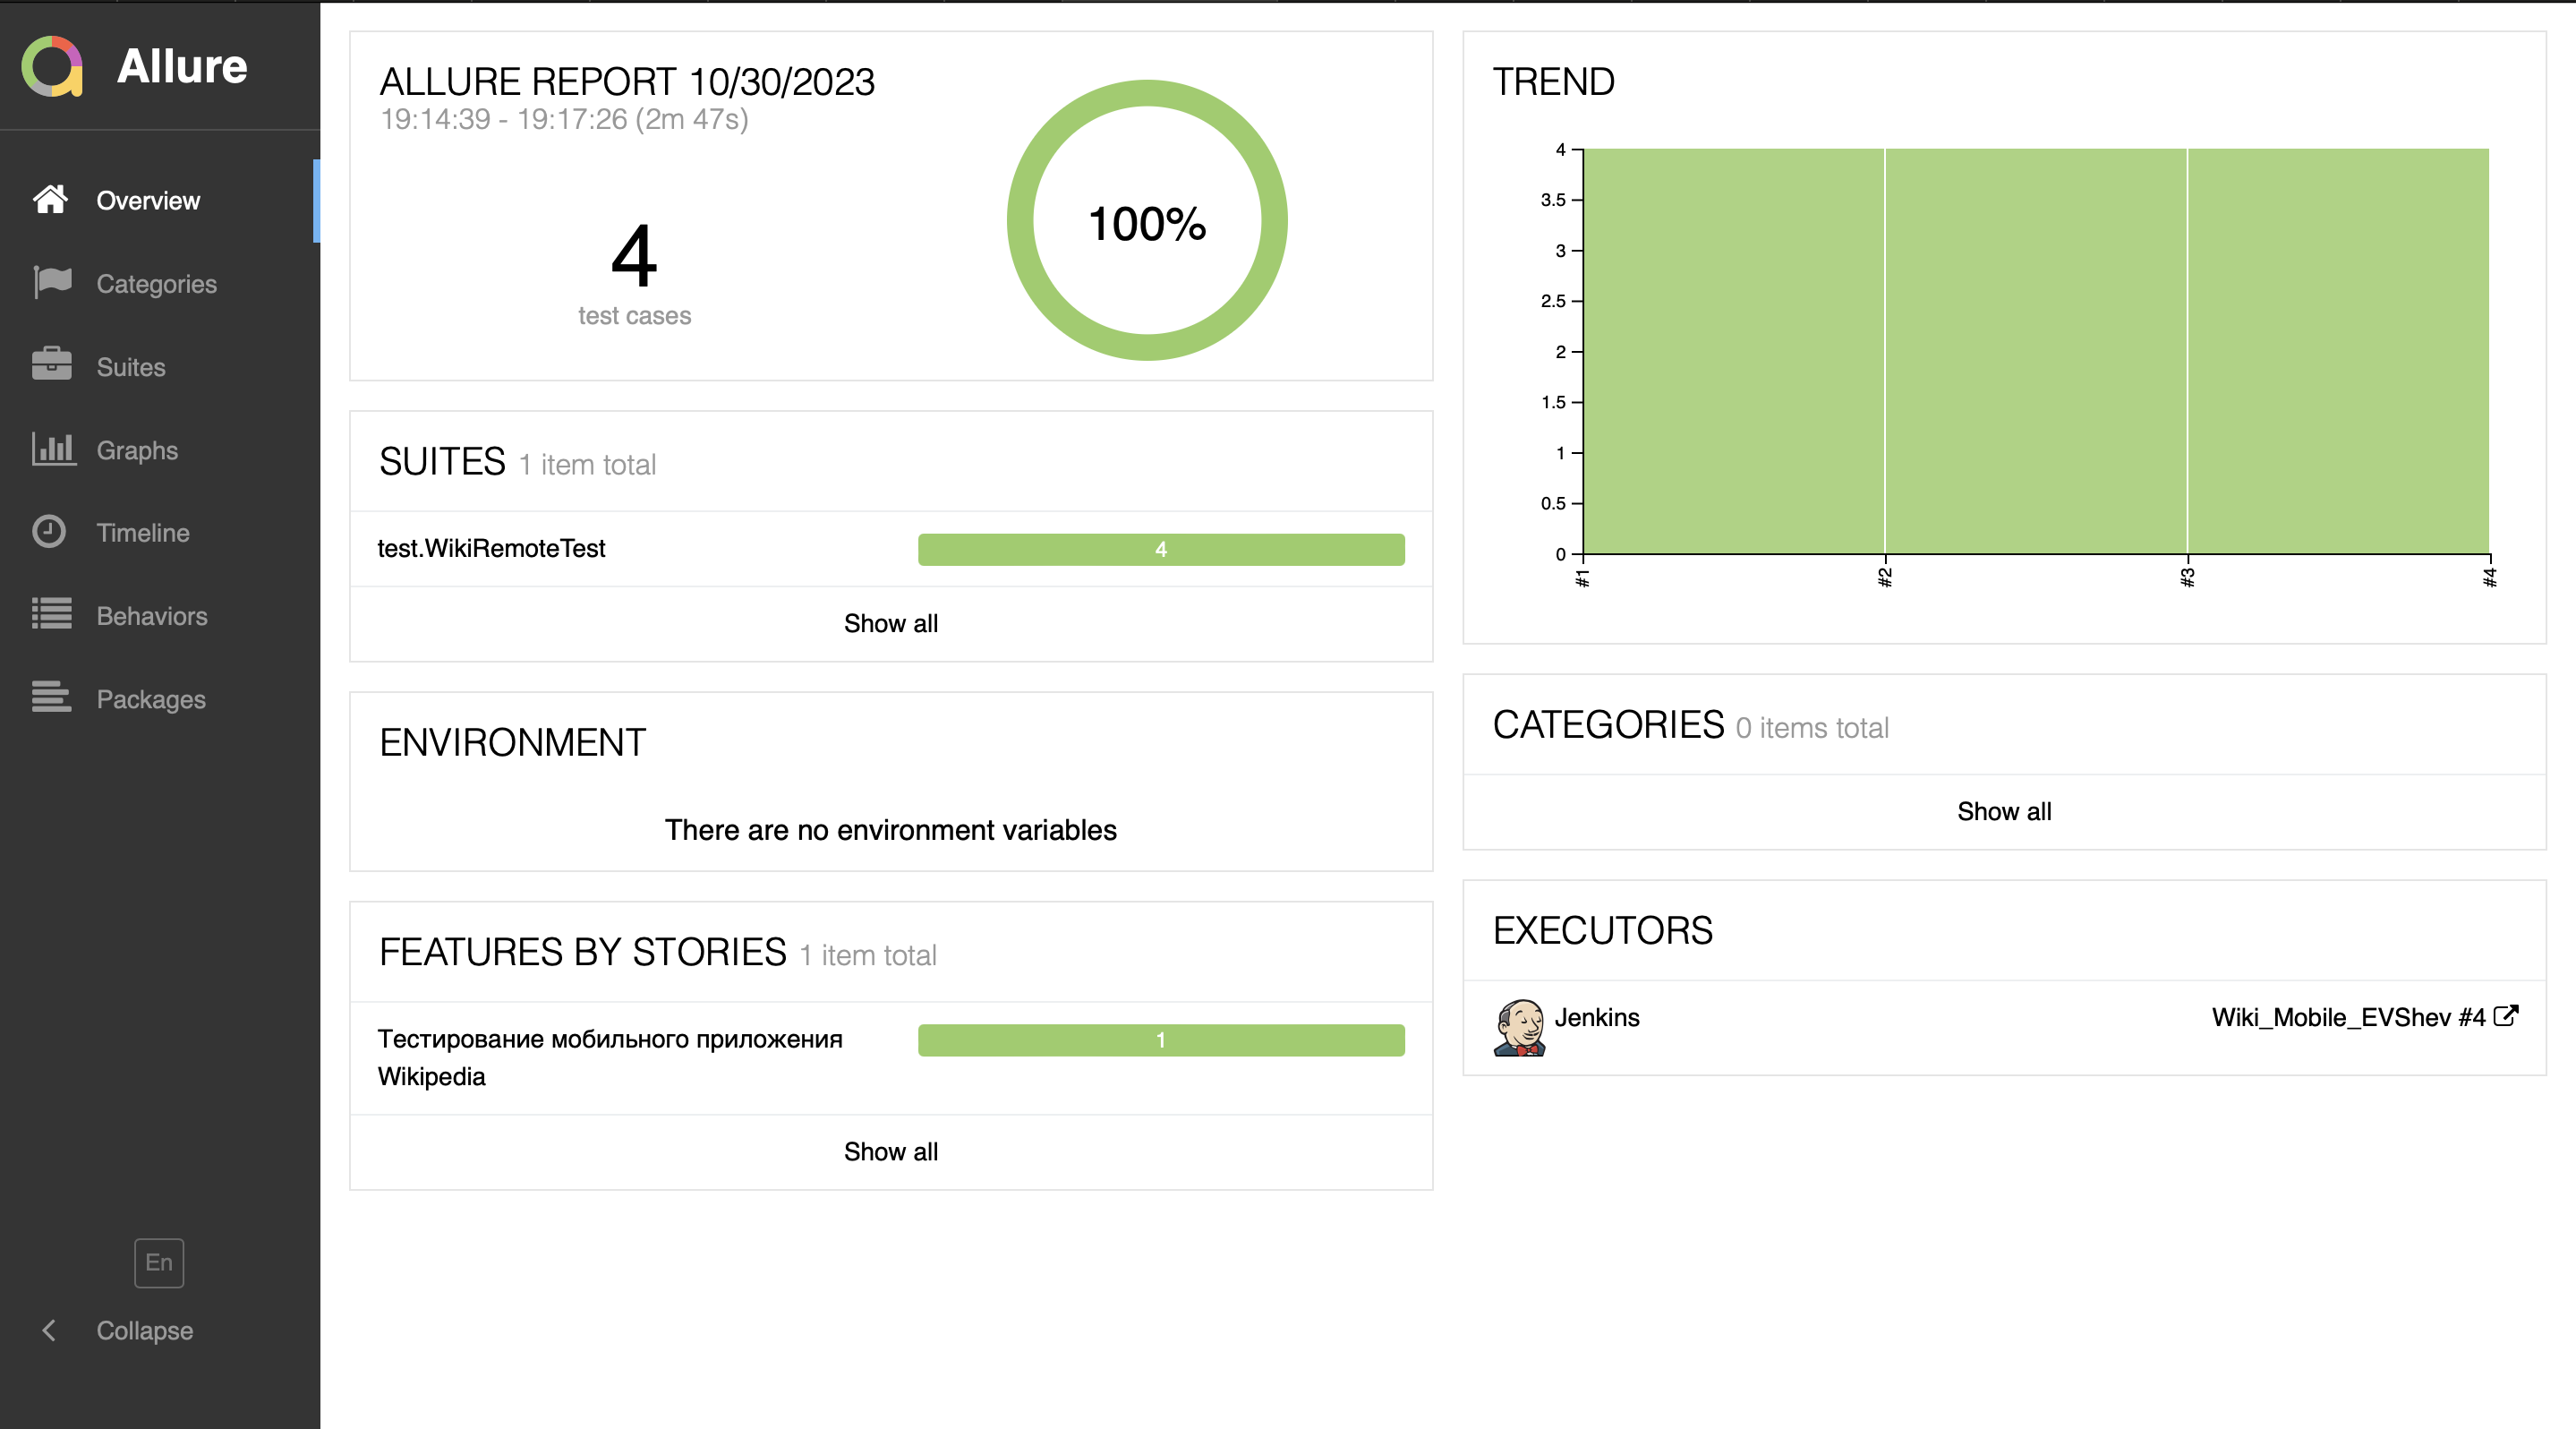 Allure
Overview
Categories
Suites
Graphs
Timeline
Behaviors
Packages
En
Collapse
ALLURE REPORT 10/30/2023
19:14:39 - 19:17:26 (2m 47s)
4
test cases
100%
SUITES 1 item total
test.WikiRemoteTest 4
Show all
ENVIRONMENT
There are no environment variables
FEATURES BY STORIES 1 item total
Тестирование мобильного приложения 1
Wikipedia
Show all
TREND
4
3.5
3
2.5
2
1.5
1
0.5
0
#1 #2 #3 #4
CATEGORIES 0 items total
Show all
EXECUTORS
Jenkins Wiki_Mobile_EVShev #4